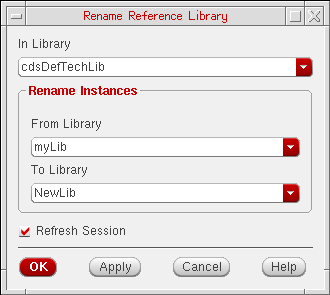 Rename Reference Library
In Library
cdsDefTechLib
Rename Instances
From Library
myLib
To Library
NewLib
Refresh Session
OK Apply Cancel Help